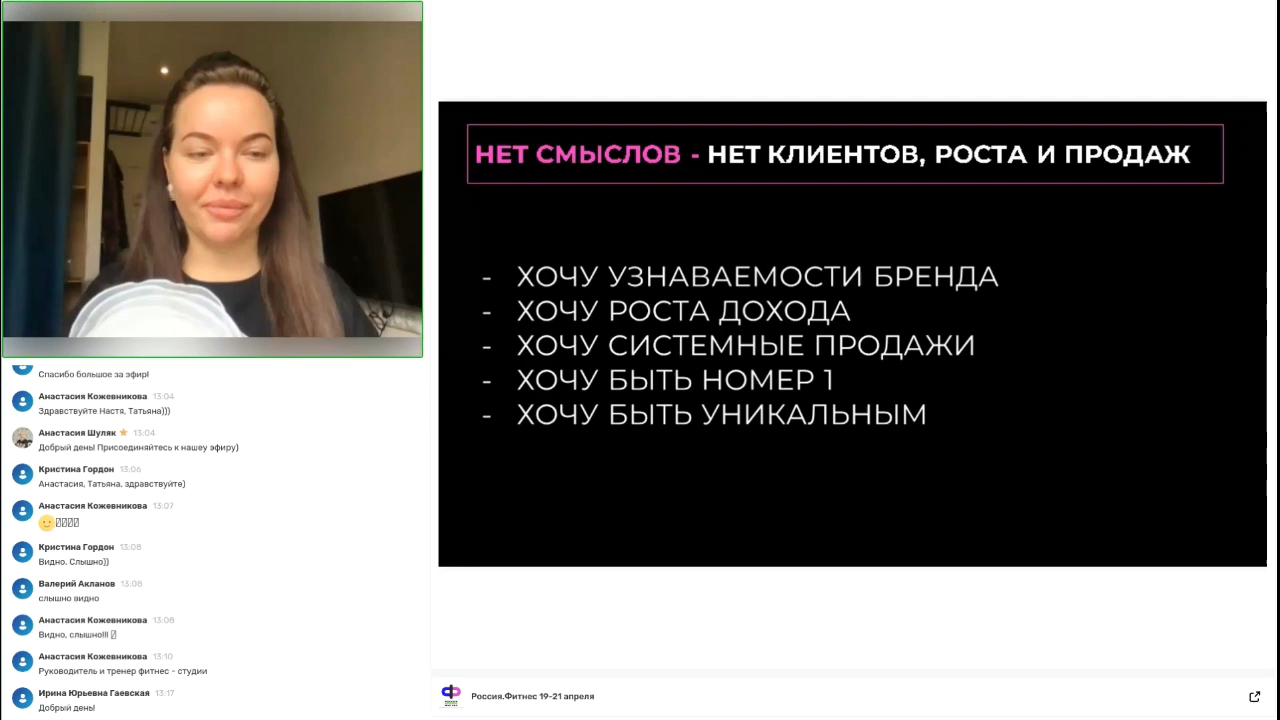 НЕТ СМЫСЛОВ - НЕТ КЛИЕНТОВ, РОСТА И ПРОДАЖ
- ХОЧУ УЗНАВАЕМОСТИ БРЕНДА
- ХОЧУ РОСТА ДОХОДА
- ХОЧУ СИСТЕМНЫЕ ПРОДАЖИ
- ХОЧУ БЫТЬ НОМЕР 1
- ХОЧУ БЫТЬ УНИКАЛЬНЫМ
Спасибо большое за эфир!
Анастасия Кожевникова 13:04
Здравствуйте Настя, Татьяна)))
Анастасия Шуляк 13:04
Добрый день! Присоединяйтесь к нашеу эфиру)
Кристина Гордон 13:06
Анастасия, Татьяна, здравствуйте)
Анастасия Кожевникова 13:07
Кристина Гордон 13:08
Видно. Слышно))
Валерий Акланов 13:08
слышно видно
Анастасия Кожевникова 13:08
Видно, слышно!!!
Анастасия Кожевникова 13:10
Руководитель и тренер фитнес - студии
Ирина Юрьевна Гаевская 13:17
Добрый день!
Россия.Фитнес 19-21 апреля